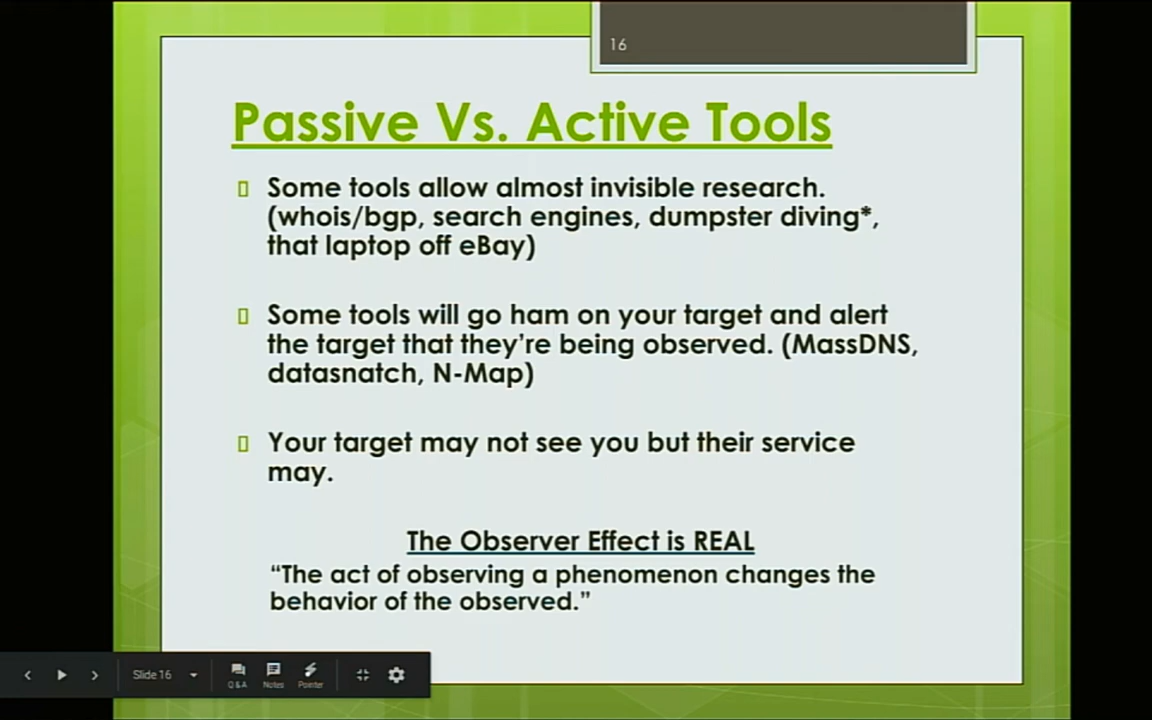 16
Passive Vs. Active Tools
Some tools allow almost invisible research.
(whois/bgp, search engines, dumpster diving*,
that laptop off eBay)
Some tools will go ham on your target and alert
the target that they’re being observed. (MassDNS,
datasnatch, N-Map)
Your target may not see you but their service
may.
The Observer Effect is REAL
“The act of observing a phenomenon changes the
behavior of the observed.”
Slide 16
Q&A Notes Pointer